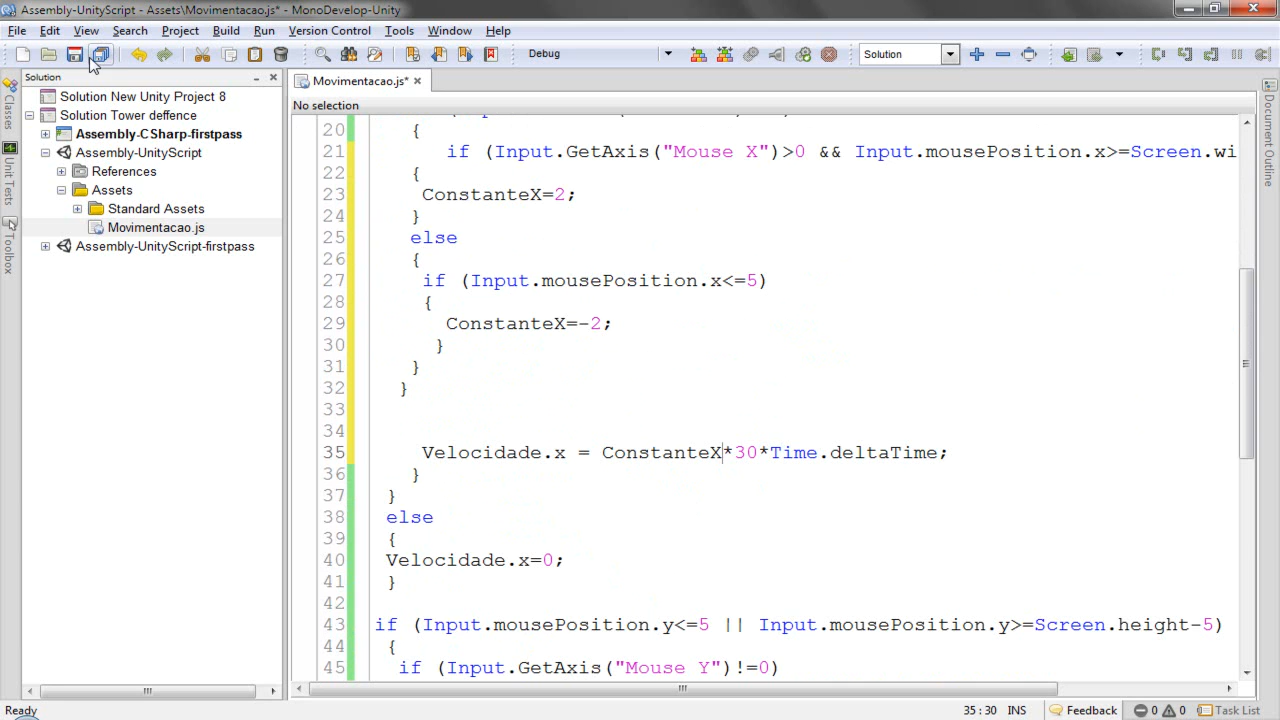 Assembly-UnityScript - Assets\Movimentacao.js* - MonoDevelop-Unity
File Edit View Search Project Build Run Version Control Tools Window Help
Debug Solution
Solution
Movimentacao.js*
No selection
Classes
Unit Tests
Toolbox
Document Outline
Solution New Unity Project 8
Solution Tower deffence
Assembly-CSharp-firstpass
Assembly-UnityScript
References
Assets
Standard Assets
Movimentacao.js
Assembly-UnityScript-firstpass
20 {
21 if (Input.GetAxis("Mouse X")>0 && Input.mousePosition.x>=Screen.wi
22 {
23 ConstanteX=2;
24 }
25 else
26 {
27 if (Input.mousePosition.x<=5)
28 {
29 ConstanteX=-2;
30 }
31 }
32 }
33
34
35 Velocidade.x = ConstanteX*30*Time.deltaTime;
36 }
37 }
38 else
39 {
40 Velocidade.x=0;
41 }
42
43 if (Input.mousePosition.y<=5 || Input.mousePosition.y>=Screen.height-5)
44 {
45 if (Input.GetAxis("Mouse Y")!=0)
Ready 35 : 30 INS Feedback 0 0 Task List